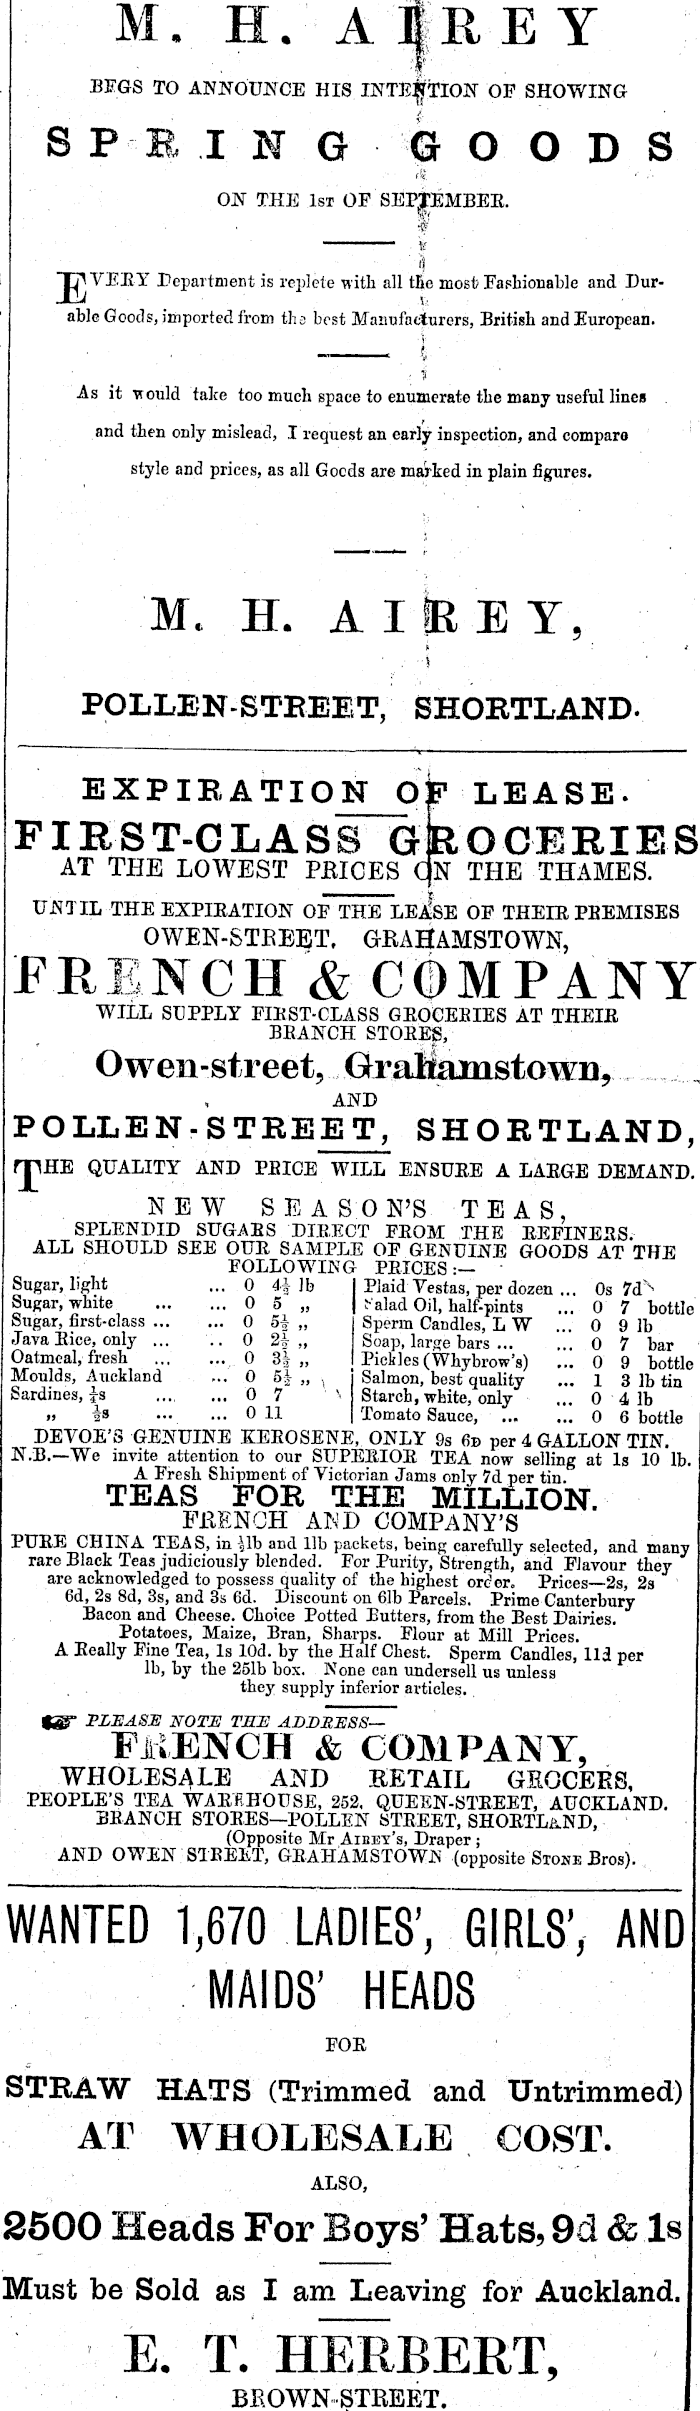 M. H. AIREY
BEGS TO ANNOUNCE HIS INTENTION OF SHOWING
SPRING GOODS
ON THE 1ST OF SEPTEMBER.
EVERY Department is replete with all the most Fashionable and Dur-
able Goods, imported from the best Manufacturers, British and European.
As it would take too much space to enumerate the many useful lines
and then only mislead, I request an early inspection, and compare
style and prices, as all Goods are marked in plain figures.
M. H. AIREY,
POLLEN-STREET, SHORTLAND.
EXPIRATION OF LEASE.
FIRST-CLASS GROCERIES
AT THE LOWEST PRICES ON THE THAMES.
UNTIL THE EXPIRATION OF THE LEASE OF THEIR PREMISES
OWEN-STREET, GRAHAMSTOWN,
FRENCH & COMPANY
WILL SUPPLY FIRST-CLASS GROCERIES AT THEIR
BRANCH STORES,
Owen-street, Grahamstown,
AND
POLLEN-STREET, SHORTLAND,
THE QUALITY AND PRICE WILL ENSURE A LARGE DEMAND.
NEW SEASON'S TEAS,
SPLENDID SUGARS DIRECT FROM THE REFINERS.
ALL SHOULD SEE OUR SAMPLE OF GENUINE GOODS AT THE
FOLLOWING PRICES:—
Sugar, light ... 0 4½ lb
Sugar, white ... ... 0 5 „
Sugar, first-class ... ... 0 5½ „
Java Rice, only ... .. 0 2½ „
Oatmeal, fresh ... ... 0 3½ „
Moulds, Auckland ... 0 5½ „
Sardines, ¼s ... ... 0 7
„ ½s ... ... 0 11
Plaid Vestas, per dozen ... 0s 7d
Salad Oil, half-pints ... 0 7 bottle
Sperm Candles, L W ... 0 9 lb
Soap, large bars ... ... 0 7 bar
Pickles (Whybrow's) ... 0 9 bottle
Salmon, best quality ... 1 3 lb tin
Starch, white, only ... 0 4 lb
Tomato Sauce, ... ... 0 6 bottle
DEVOE'S GENUINE KEROSENE, ONLY 9s 6D per 4 GALLON TIN.
N.B.—We invite attention to our SUPERIOR TEA now selling at 1s 10 lb.
A Fresh Shipment of Victorian Jams only 7d per tin.
TEAS FOR THE MILLION.
FRENCH AND COMPANY'S
PURE CHINA TEAS, in ½lb and 1lb packets, being carefully selected, and many
rare Black Teas judiciously blended. For Purity, Strength, and Flavour they
are acknowledged to possess quality of the highest order. Prices—2s, 2s
6d, 2s 8d, 3s, and 3s 6d. Discount on 6lb Parcels. Prime Canterbury
Bacon and Cheese. Choice Potted Butters, from the Best Dairies.
Potatoes, Maize, Bran, Sharps. Flour at Mill Prices.
A Really Fine Tea, 1s 10d. by the Half Chest. Sperm Candles, 11d per
lb, by the 25lb box. None can undersell us unless
they supply inferior articles.
☞ PLEASE NOTE THE ADDRESS—
FRENCH & COMPANY,
WHOLESALE AND RETAIL GROCERS,
PEOPLE'S TEA WAREHOUSE, 252, QUEEN-STREET, AUCKLAND.
BRANCH STORES—POLLEN STREET, SHORTLAND,
(Opposite Mr AIREY'S, Draper;
AND OWEN STREET, GRAHAMSTOWN (opposite STONE Bros).
WANTED 1,670 LADIES', GIRLS', AND
MAIDS' HEADS
FOR
STRAW HATS (Trimmed and Untrimmed)
AT WHOLESALE COST.
ALSO,
2500 Heads For Boys' Hats, 9d & 1s
Must be Sold as I am Leaving for Auckland.
E. T. HERBERT,
BROWN-STREET.